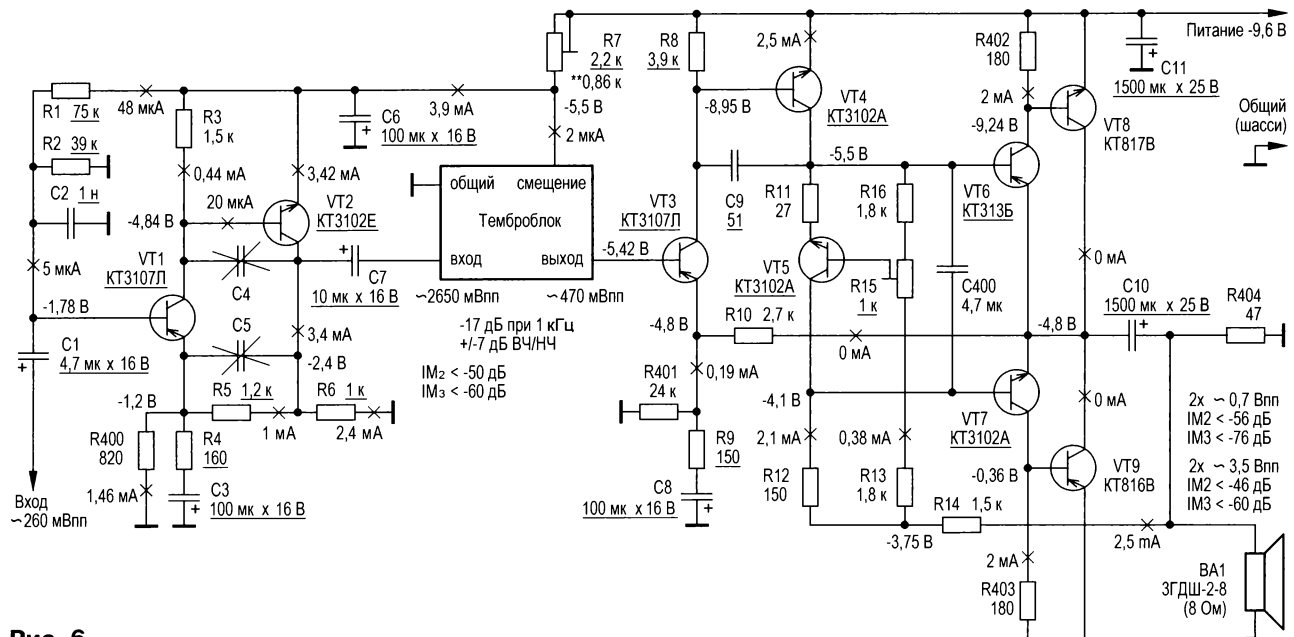 R1 75 к
48 мкА
R2 39 к
C2 1 н
5 мкА
-1,78 В
C1
4,7 мк х 16 В
Вход
∽260 мВпп
R3
1,5 к
0,44 мА
20 мкА
-4,84 В
VT1
КТ3107Л
3,42 мА
VT2
КТ3102Е
C4
C5
3,4 мА
-2,4 В
-1,2 В
R5 1,2 к
1 мА
R6 1 к
2,4 мА
R400
820
1,46 мА
R4
160
C3
100 мк х 16 В
C6
100 мк х 16 В
3,9 мА
R7
2,2 к
**0,86 к
-5,5 В
2 мкА
общий смещение
Темброблок
вход выход
C7
10 мк х 16 В
∽2650 мВпп
∽470 мВпп
-17 дБ при 1 кГц
+/-7 дБ ВЧ/НЧ
IM₂ < -50 дБ
IM₃ < -60 дБ
R8
3,9 к
-8,95 В
2,5 мА
VT4
КТ3102А
VT3
КТ3107Л
-5,42 В
C9
51
-5,5 В
R11
27
R16
1,8 к
VT5
КТ3102А
R15
1 к
C400
4,7 мк
-4,8 В
R10 2,7 к
0 мА
0,19 мА
R401
24 к
R9
150
C8
100 мк х 16 В
-4,1 В
2,1 мА
0,38 мА
R12
150
R13
1,8 к
-3,75 В
R14 1,5 к
2,5 mA
R402
180
2 мА
-9,24 В
VT6
КТ313Б
VT8
КТ817В
C11
1500 мк х 25 В
Питание -9,6 В
Общий
(шасси)
0 мА
C10
1500 мк х 25 В
-4,8 В
R404
47
VT7
КТ3102А
0 мА
-0,36 В
VT9
КТ816В
2х ∽ 0,7 Впп
IM2 < -56 дБ
IM3 < -76 дБ
2х ∽ 3,5 Впп
IM2 < -46 дБ
IM3 < -60 дБ
2 мА
R403
180
BA1
3ГДШ-2-8
(8 Ом)
Рис. 6